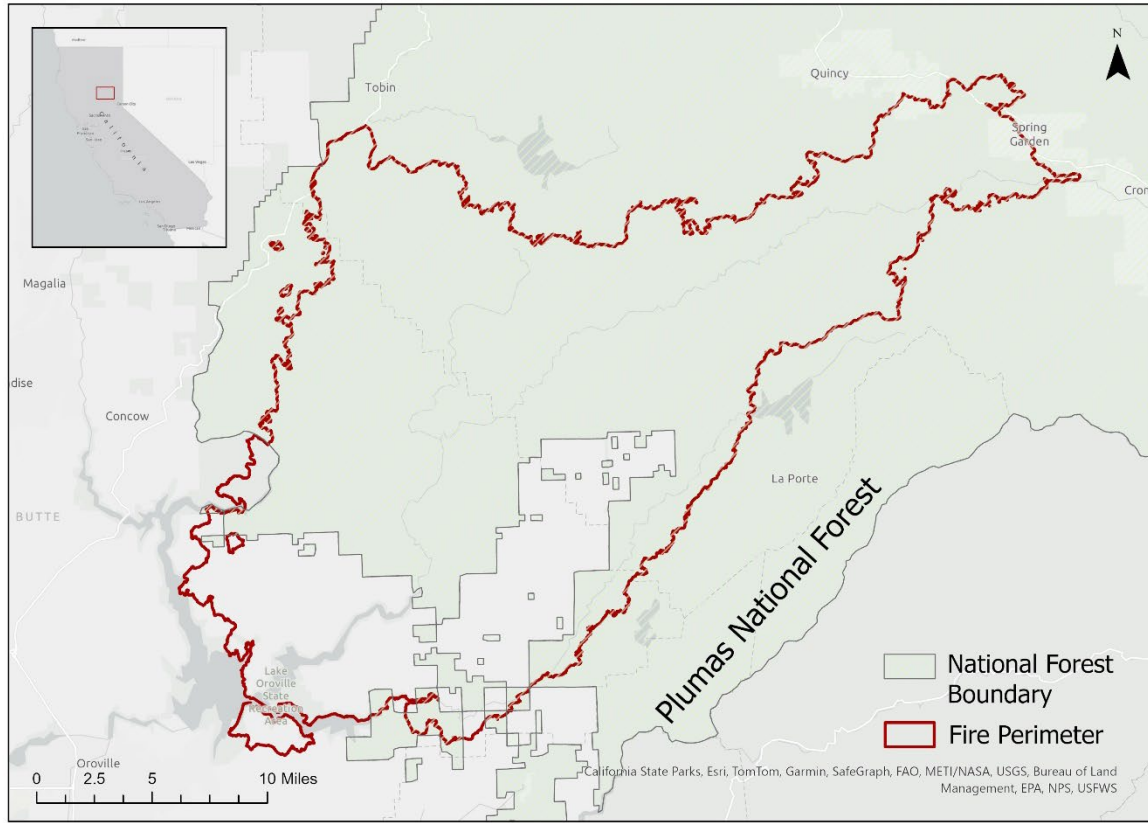 N
California
Tobin
Quincy
Spring
Garden
Cron
Magalia
dise
Concow
BUTTE
La Porte
Plumas National Forest
Lake
Oroville
State
Recreation
Area
Oroville
National Forest
Boundary
Fire Perimeter
0 2.5 5 10 Miles
California State Parks, Esri, TomTom, Garmin, SafeGraph, FAO, METI/NASA, USGS, Bureau of Land
Management, EPA, NPS, USFWS